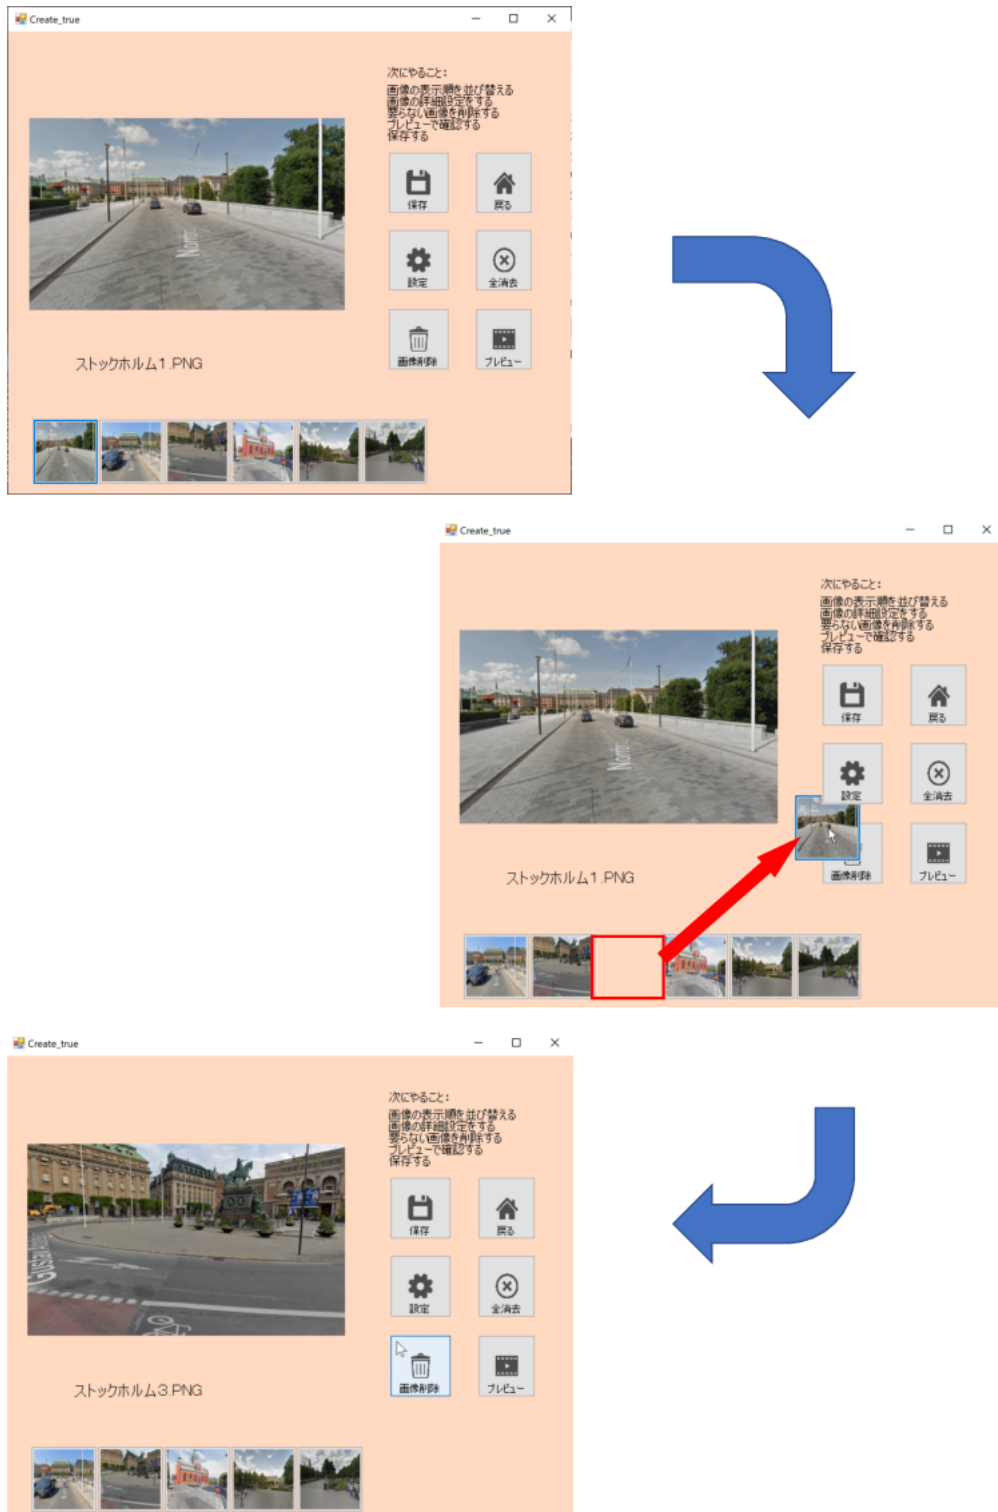 Create_true
次にやること:
画像の表示順を並び替える
画像の詳細設定をする
要らない画像を削除する
プレビューで確認する
保存する
保存
戻る
設定
全消去
画像削除
プレビュー
ストックホルム1.PNG
Create_true
次にやること:
画像の表示順を並び替える
画像の詳細設定をする
要らない画像を削除する
プレビューで確認する
保存する
保存
戻る
設定
全消去
画像削除
プレビュー
ストックホルム1.PNG
Create_true
次にやること:
画像の表示順を並び替える
画像の詳細設定をする
要らない画像を削除する
プレビューで確認する
保存する
保存
戻る
設定
全消去
画像削除
プレビュー
ストックホルム3.PNG